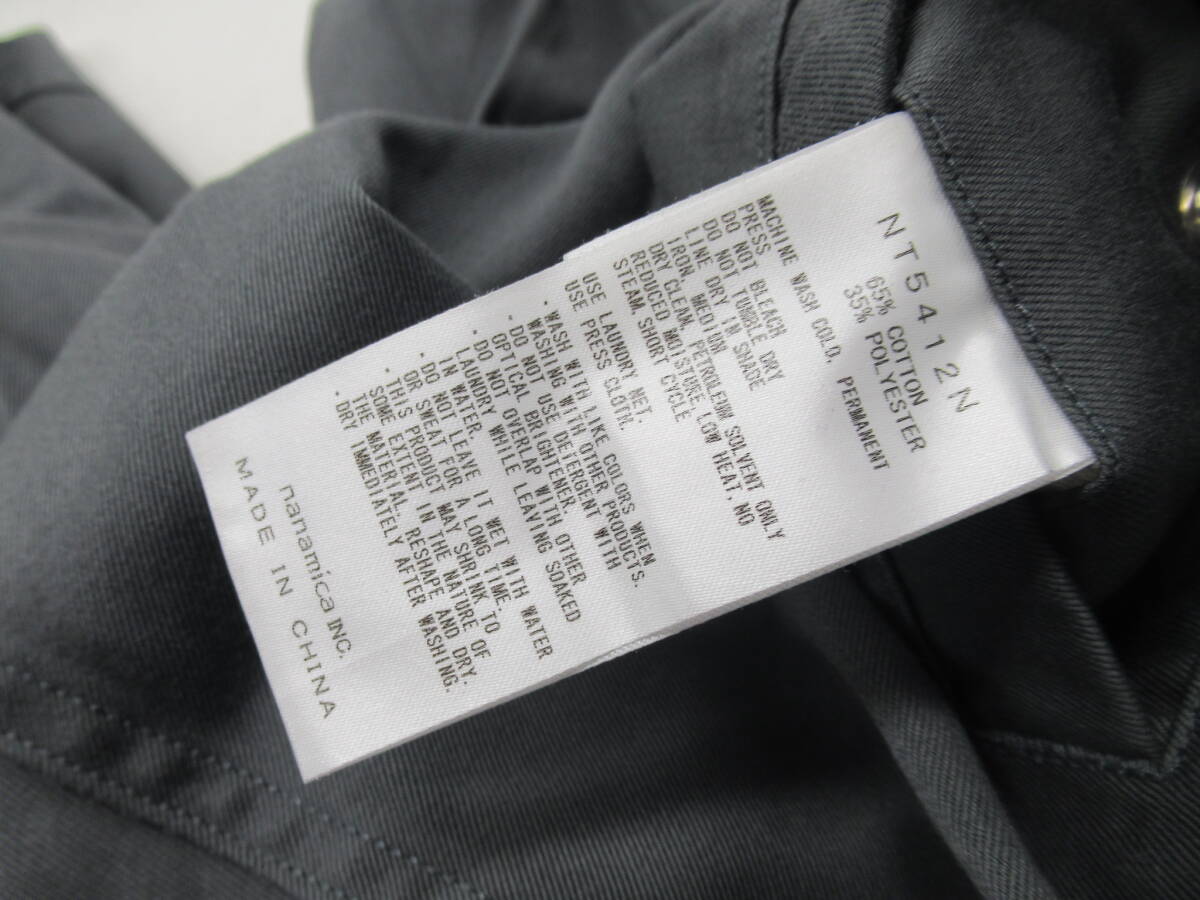 NT5412N
65% COTTON
35% POLYESTER
MACHINE WASH COLD, PERMANENT
PRESS
DO NOT BLEACH
DO NOT TUMBLE DRY
LINE DRY IN SHADE
IRON, MEDIUM
DRY CLEAN, PETROLEUM SOLVENT ONLY
REDUCED MOISTURE, LOW HEAT, NO
STEAM, SHORT CYCLE
USE LAUNDRY NET.
USE PRESS CLOTH.
・WASH WITH LIKE COLORS WHEN
WASHING WITH OTHER PRODUCTS.
・DO NOT USE DETERGENT WITH
OPTICAL BRIGHTENER.
・DO NOT OVERLAP WITH OTHER
LAUNDRY WHILE LEAVING SOAKED
IN WATER.
・DO NOT LEAVE IT WET WITH WATER
OR SWEAT FOR A LONG TIME.
・THIS PRODUCT MAY SHRINK TO
SOME EXTENT IN THE NATURE OF
THE MATERIAL. RESHAPE AND DRY.
・DRY IMMEDIATELY AFTER WASHING.
nanamica INC.
MADE IN CHINA